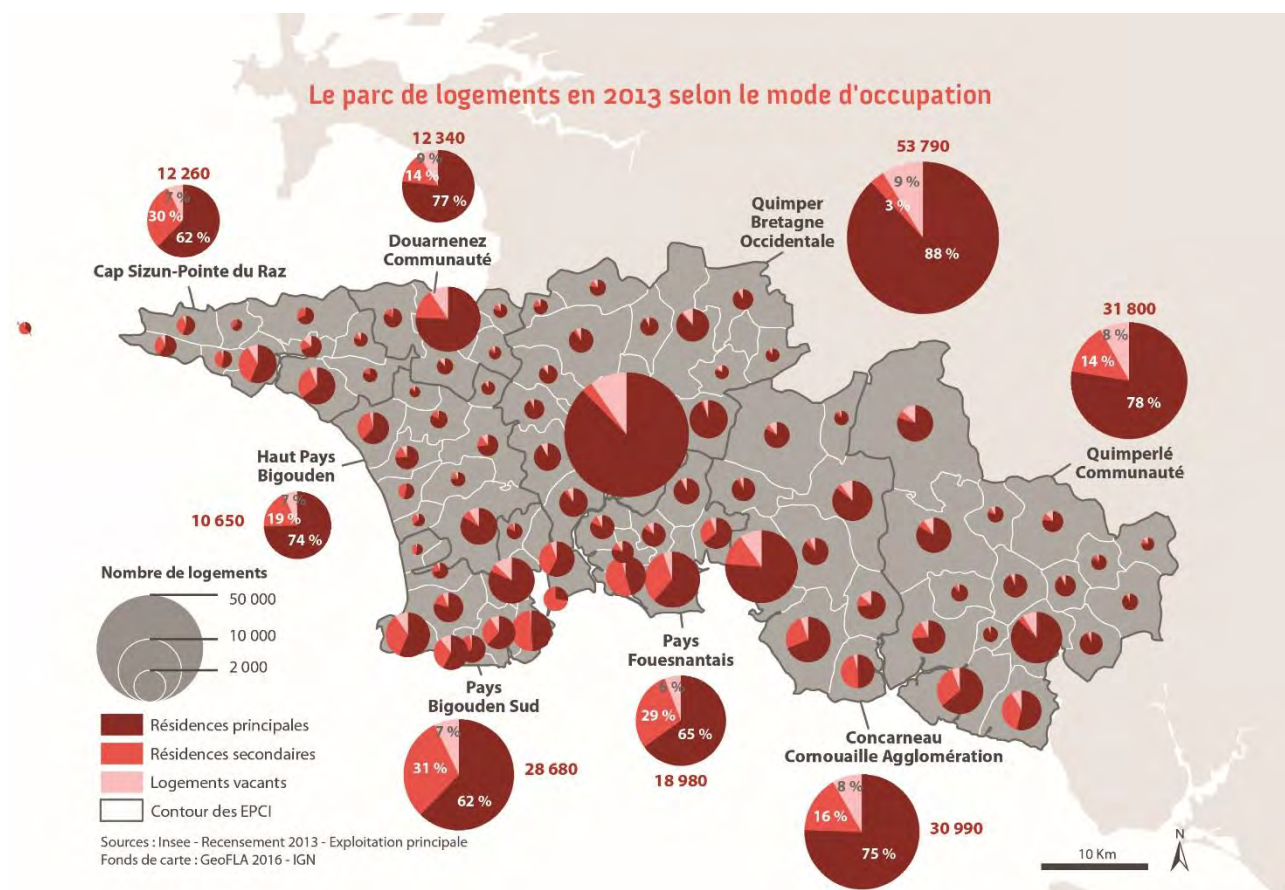 Le parc de logements en 2013 selon le mode d'occupation
12 260
7 %
30 %
62 %
Cap Sizun-Pointe du Raz
12 340
9 %
14 %
77 %
Douarnenez
Communauté
53 790
9 %
3 %
88 %
Quimper
Bretagne
Occidentale
31 800
8 %
14 %
78 %
Quimperlé
Communauté
Haut Pays
Bigouden
10 650
7 %
19 %
74 %
Nombre de logements
50 000
10 000
2 000
Résidences principales
Résidences secondaires
Logements vacants
Contour des EPCI
Pays
Bigouden Sud
7 %
31 %
62 %
28 680
Pays
Fouesnantais
29 %
65 %
18 980
Concarneau
Cornouaille Agglomération
8 %
16 %
75 %
30 990
Sources : Insee - Recensement 2013 - Exploitation principale
Fonds de carte : GeoFLA 2016 - IGN
10 Km
N